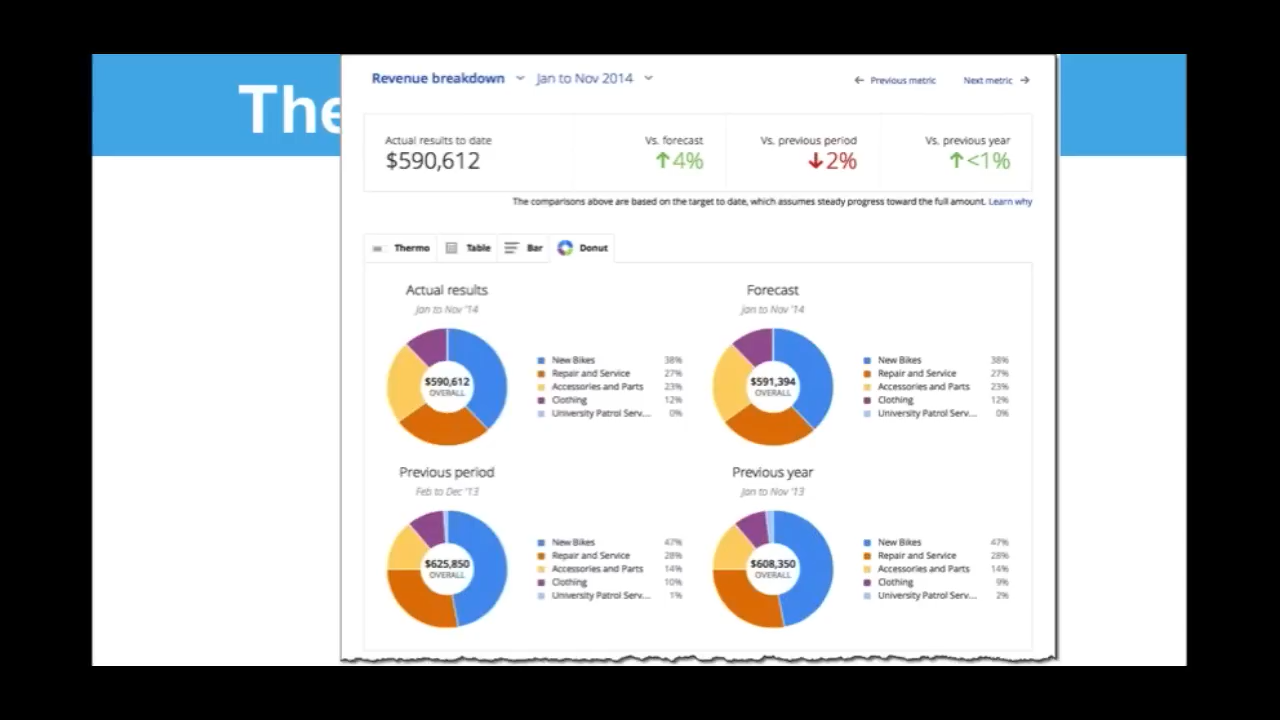 The
Revenue breakdown Jan to Nov 2014
Previous metric Next metric
Actual results to date Vs. forecast Vs. previous period Vs. previous year
$590,612 4% 2% <1%
The comparisons above are based on the target to date, which assumes steady progress toward the full amount. Learn why
Thermo Table Bar Donut
Actual results
Jan to Nov '14
$590,612
OVERALL
New Bikes 38%
Repair and Service 27%
Accessories and Parts 23%
Clothing 12%
University Patrol Serv... 0%
Forecast
Jan to Nov '14
$591,394
OVERALL
New Bikes 38%
Repair and Service 27%
Accessories and Parts 23%
Clothing 12%
University Patrol Serv... 0%
Previous period
Feb to Dec '13
$625,850
OVERALL
New Bikes 47%
Repair and Service 28%
Accessories and Parts 14%
Clothing 10%
University Patrol Serv... 1%
Previous year
Jan to Nov '13
$608,350
OVERALL
New Bikes 47%
Repair and Service 28%
Accessories and Parts 14%
Clothing 9%
University Patrol Serv... 2%